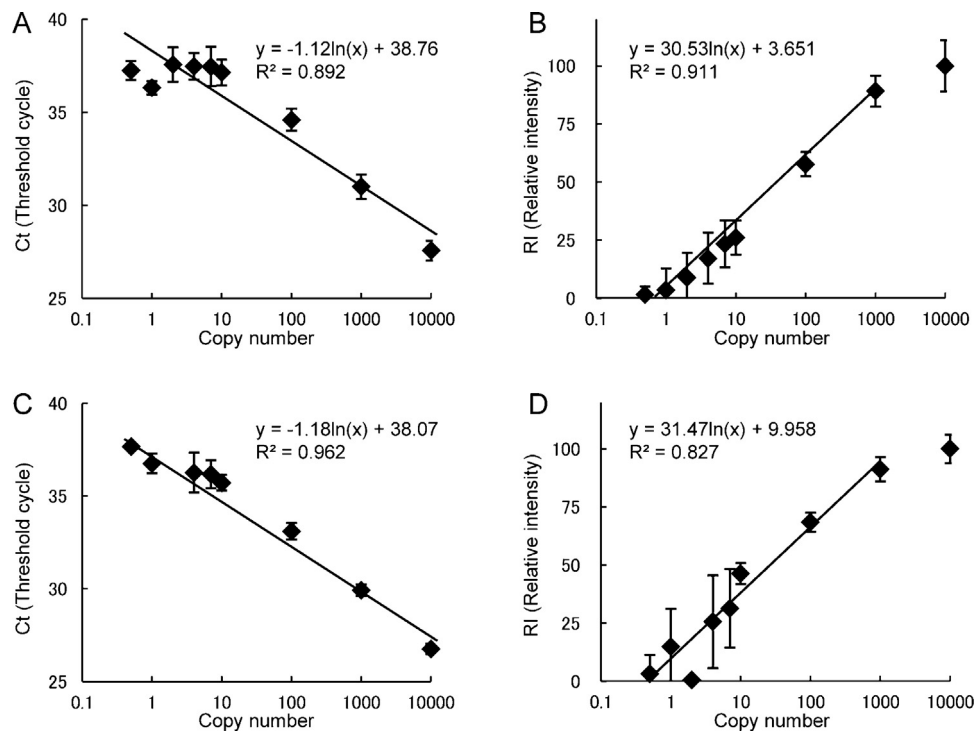 A
y = -1.12ln(x) + 38.76
R² = 0.892
Ct (Threshold cycle)
40
35
30
25
0.1 1 10 100 1000 10000
Copy number
B
y = 30.53ln(x) + 3.651
R² = 0.911
RI (Relative intensity)
100
75
50
25
0
0.1 1 10 100 1000 10000
Copy number
C
y = -1.18ln(x) + 38.07
R² = 0.962
Ct (Threshold cycle)
40
35
30
25
0.1 1 10 100 1000 10000
Copy number
D
y = 31.47ln(x) + 9.958
R² = 0.827
RI (Relative intensity)
100
75
50
25
0
0.1 1 10 100 1000 10000
Copy number